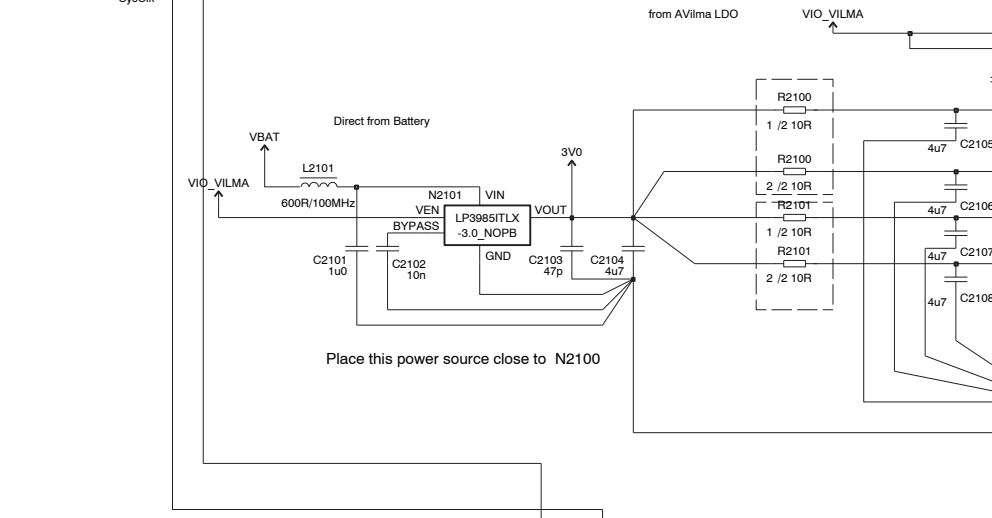 from AVilma LDO
VIO_VILMA
R2100
1 /2 10R
Direct from Battery
VBAT
C2105
4u7
3V0
R2100
L2101
VIO_VILMA
2 /2 10R
N2101
VIN
600R/100MHz
R2101
C2106
4u7
VEN
LP3985ITLX
VOUT
BYPASS
-3.0_NOPB
1 /2 10R
R2101
C2107
4u7
GND
C2101
1u0
C2102
10n
C2103
47p
C2104
4u7
2 /2 10R
C2108
4u7
Place this power source close to N2100